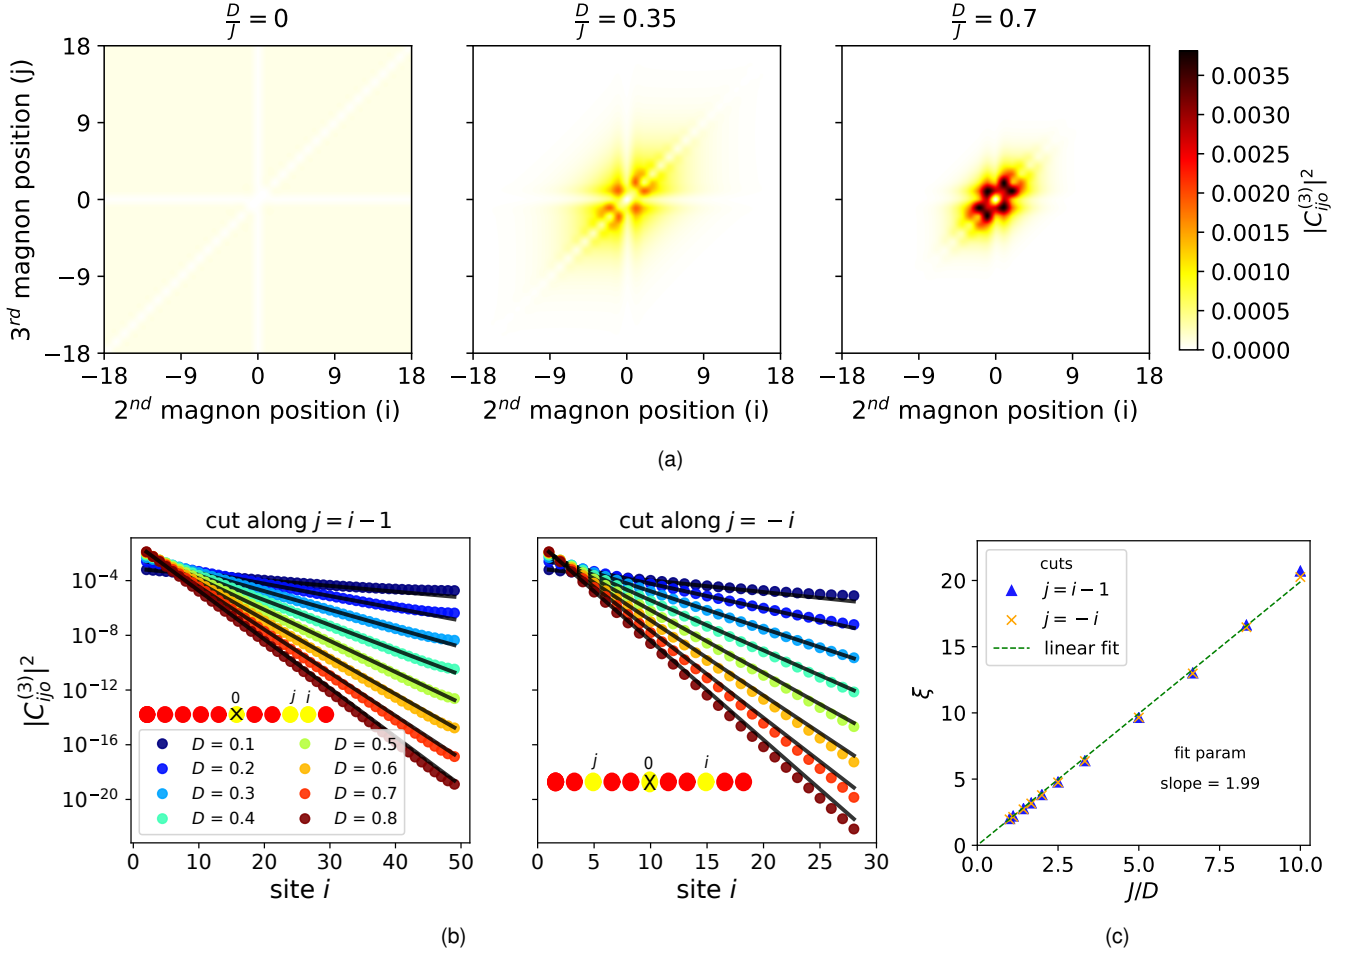 D/J = 0
D/J = 0.35
D/J = 0.7
3rd magnon position (j)
18
9
0
−9
−18
−18 −9 0 9 18
−18 −9 0 9 18
−18 −9 0 9 18
2nd magnon position (i)
2nd magnon position (i)
2nd magnon position (i)
0.0035
0.0030
0.0025
0.0020
0.0015
0.0010
0.0005
0.0000
|C_{ijo}^{(3)}|^2
(a)
cut along j = i − 1
|C_{ijo}^{(3)}|^2
10^{−4}
10^{−8}
10^{−12}
10^{−16}
10^{−20}
0 j i
X
D = 0.1
D = 0.2
D = 0.3
D = 0.4
D = 0.5
D = 0.6
D = 0.7
D = 0.8
0 10 20 30 40 50
site i
cut along j = −i
j 0 i
X
0 5 10 15 20 25 30
site i
(b)
ξ
20
15
10
5
0
cuts
j = i − 1
j = −i
linear fit
fit param
slope = 1.99
0.0 2.5 5.0 7.5 10.0
J/D
(c)